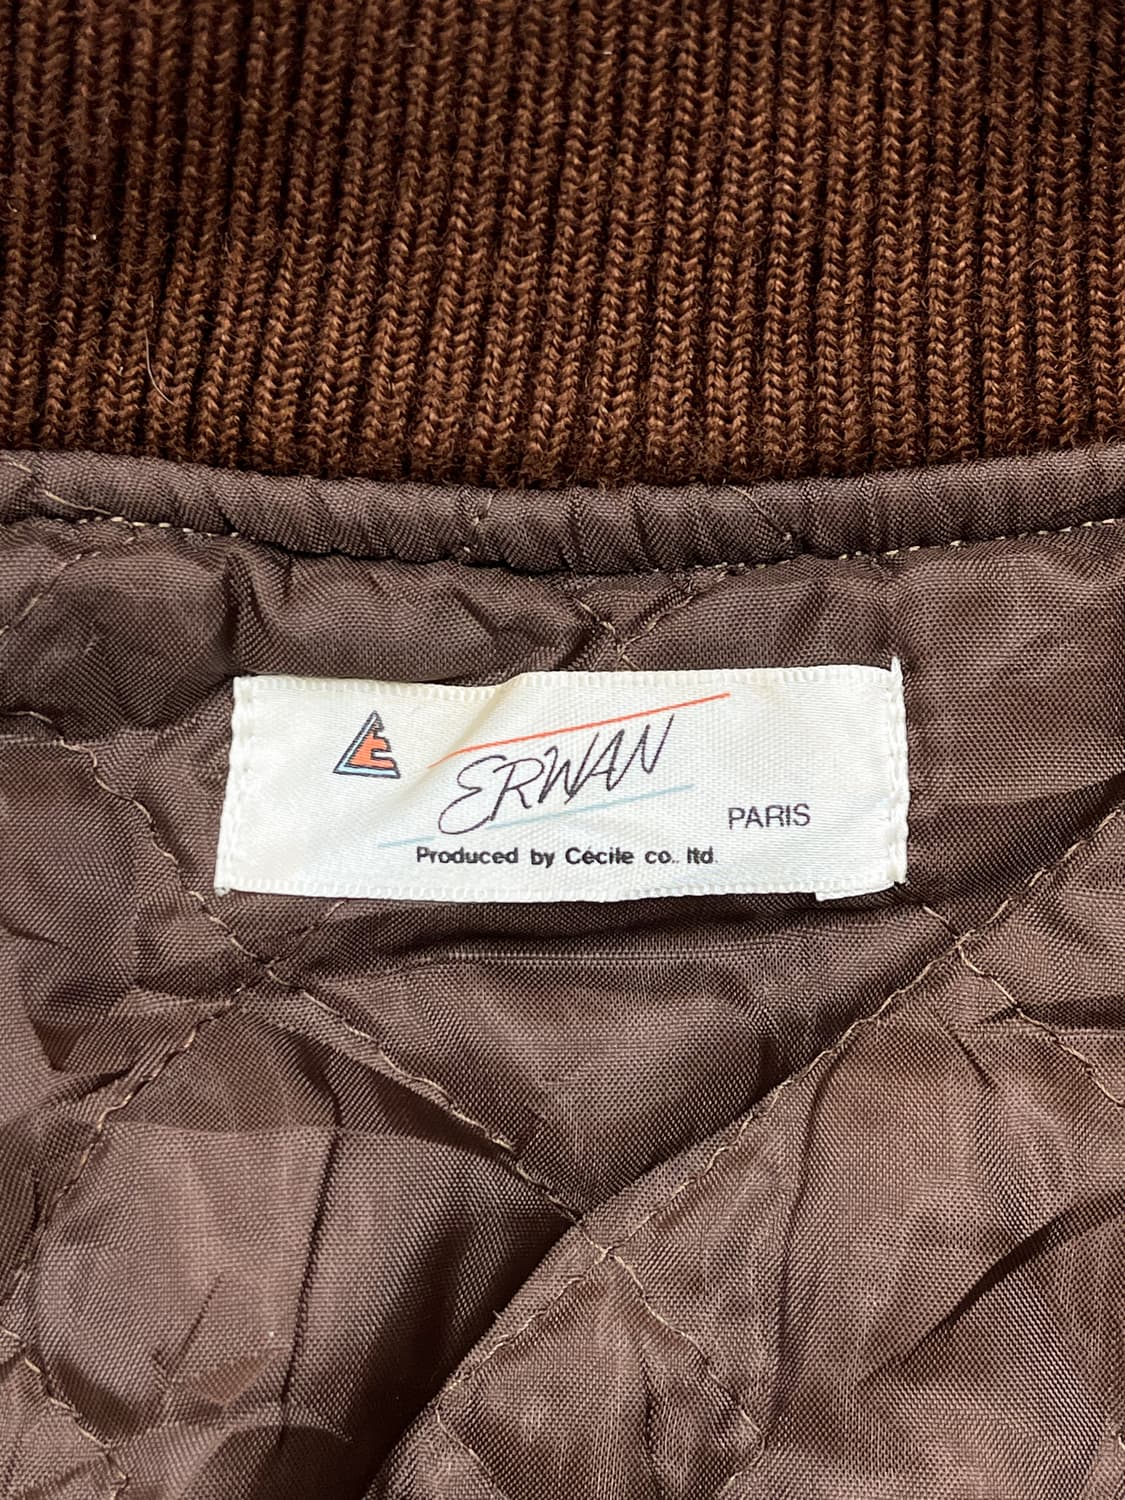 ERWAN
PARIS
Produced by Cécile co., ltd.